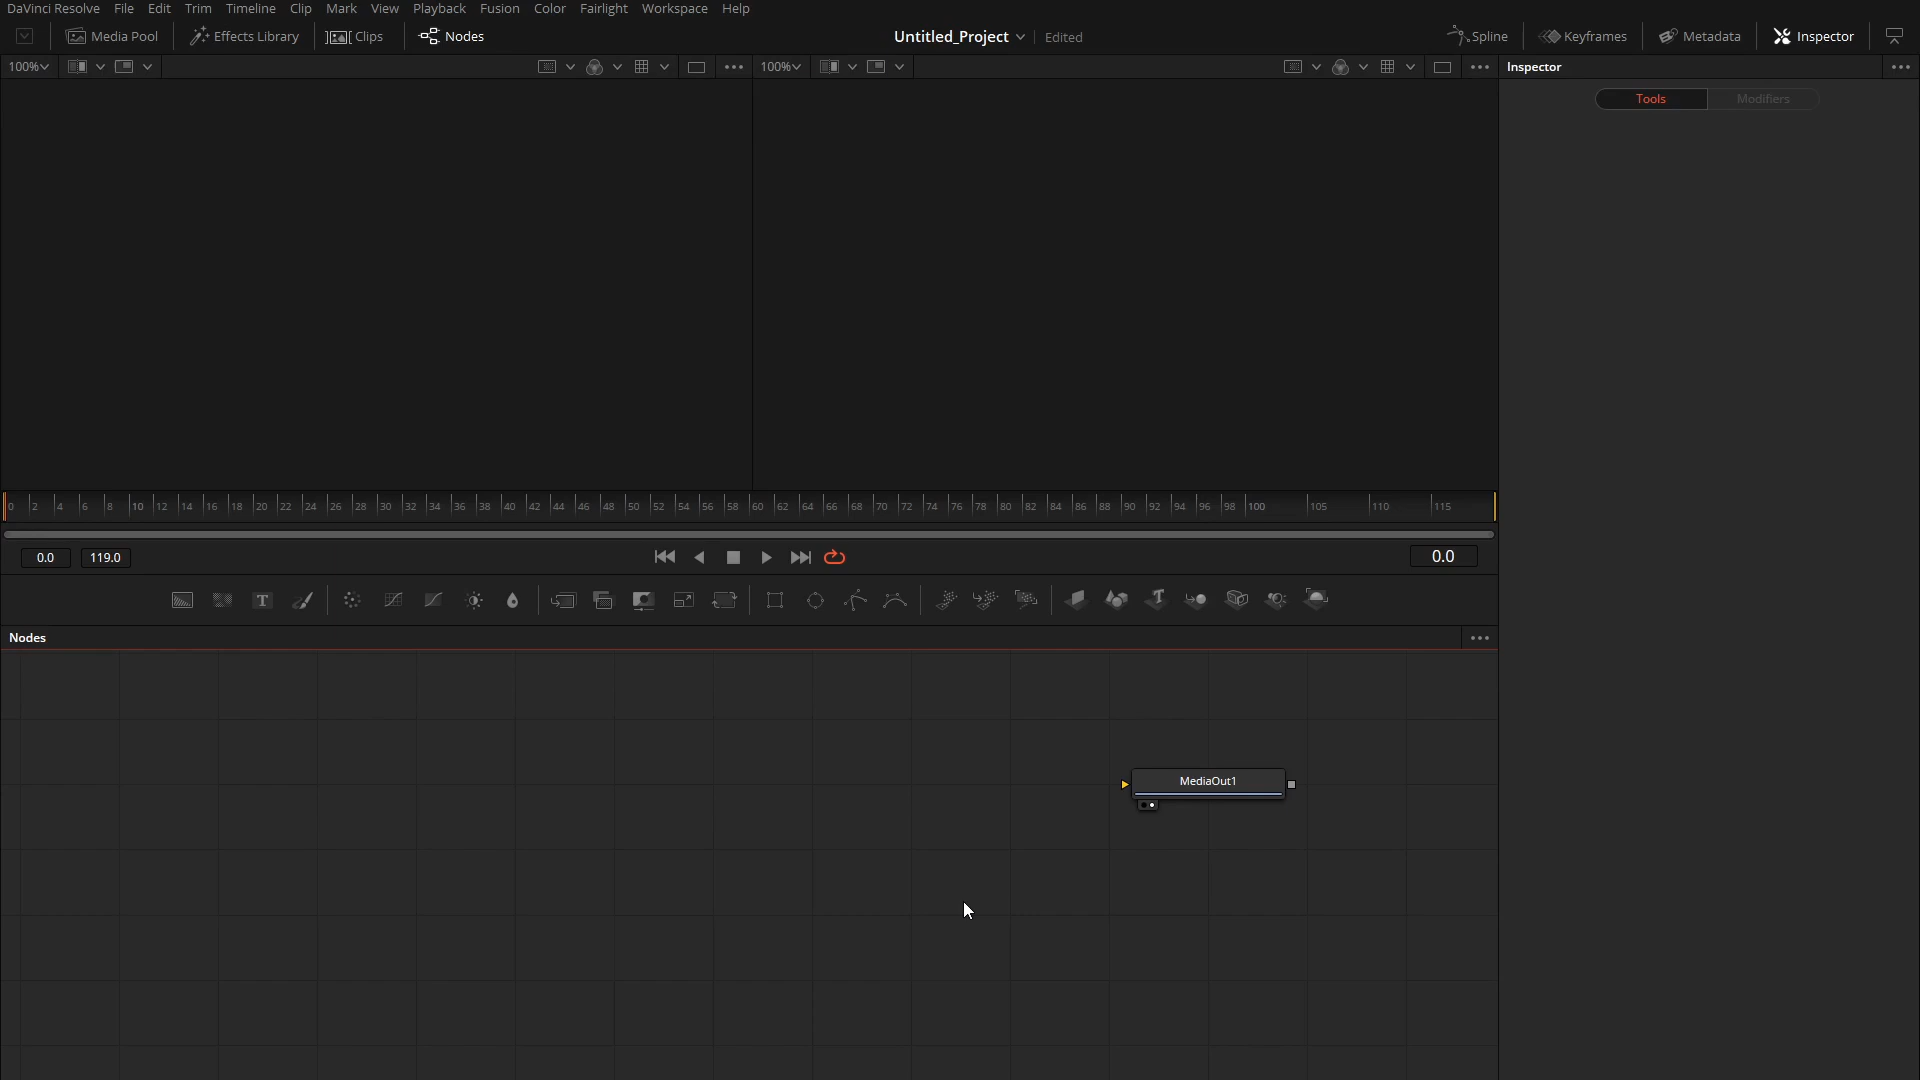 DaVinci Resolve File Edit Trim Timeline Clip Mark View Playback Fusion Color Fairlight Workspace Help
Media Pool Effects Library Clips Nodes Untitled_Project Edited Spline Keyframes Metadata Inspector
100% 100% Inspector
Tools Modifiers
0 2 4 6 8 10 12 14 16 18 20 22 24 26 28 30 32 34 36 38 40 42 44 46 48 50 52 54 56 58 60 62 64 66 68 70 72 74 76 78 80 82 84 86 88 90 92 94 96 98 100 105 110 115
0.0 119.0 0.0
T
Nodes
MediaOut1